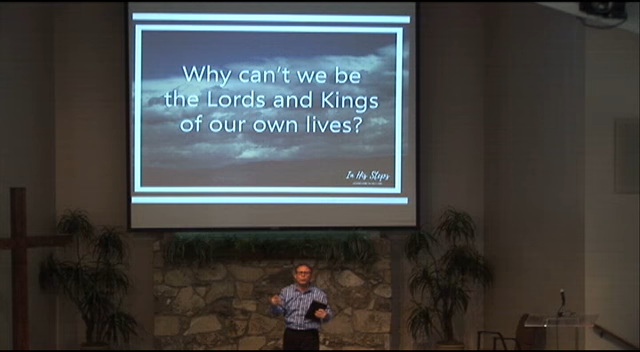 Why can't we be
the Lords and Kings
of our own lives?
In His Steps